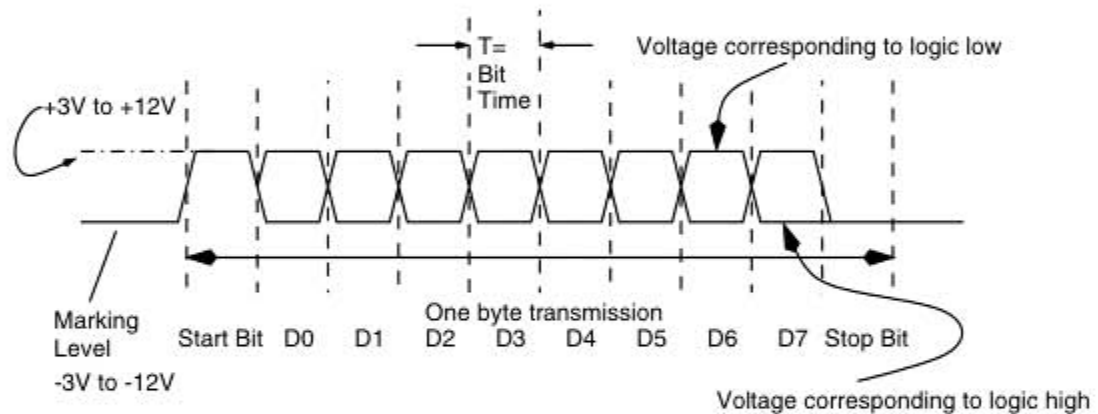 T=
Bit
Time
Voltage corresponding to logic low
+3V to +12V
One byte transmission
Marking
Level
-3V to -12V
Start Bit D0 D1 D2 D3 D4 D5 D6 D7 Stop Bit
Voltage corresponding to logic high